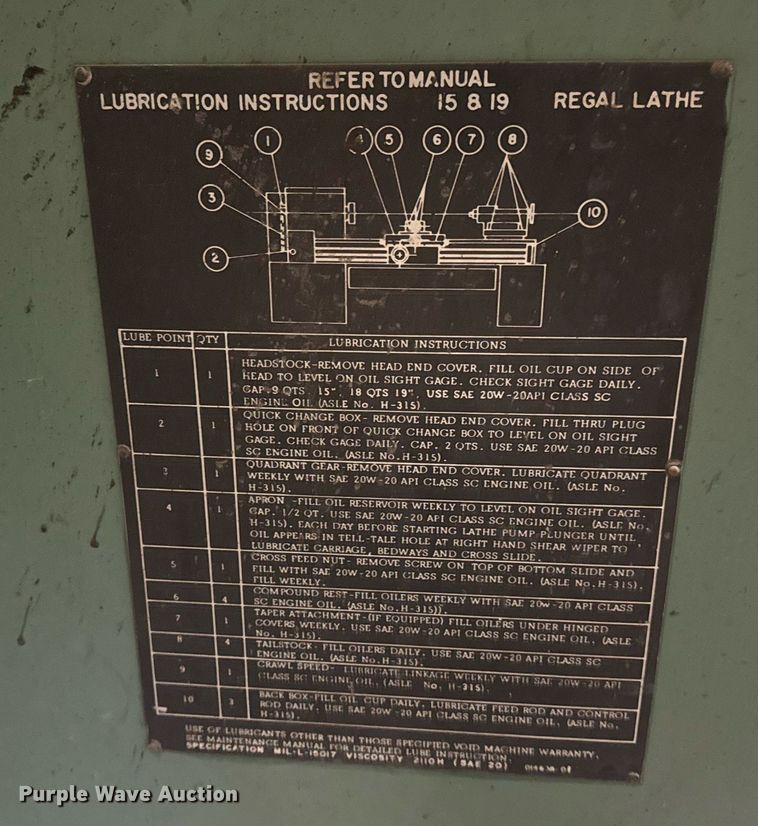 REFER TO MANUAL
LUBRICATION INSTRUCTIONS 15 & 19 REGAL LATHE
1 4 5 6 7 8
9
3
10
2
LUBE POINT QTY LUBRICATION INSTRUCTIONS
1 1 HEADSTOCK-REMOVE HEAD END COVER. FILL OIL CUP ON SIDE OF
HEAD TO LEVEL ON OIL SIGHT GAGE. CHECK SIGHT GAGE DAILY.
CAP-9 QTS 15", 18 QTS 19", USE SAE 20W-20 API CLASS SC
ENGINE OIL (ASLE No. H-315).
2 1 QUICK CHANGE BOX- REMOVE HEAD END COVER. FILL THRU PLUG
HOLE ON FRONT OF QUICK CHANGE BOX TO LEVEL ON OIL SIGHT
GAGE. CHECK GAGE DAILY. CAP. 2 QTS. USE SAE 20W-20 API CLASS
SC ENGINE OIL. (ASLE No. H-315).
3 1 QUADRANT GEAR-REMOVE HEAD END COVER. LUBRICATE QUADRANT
WEEKLY WITH SAE 20W-20 API CLASS SC ENGINE OIL. (ASLE No.
H-315).
4 1 APRON -FILL OIL RESERVOIR WEEKLY TO LEVEL ON OIL SIGHT GAGE.
CAP. 1/2 QT. USE SAE 20W-20 API CLASS SC ENGINE OIL. (ASLE No.
H-315). EACH DAY BEFORE STARTING LATHE PUMP PLUNGER UNTIL
OIL APPEARS IN TELL-TALE HOLE AT RIGHT HAND SHEAR WIPER TO
LUBRICATE CARRIAGE, BEDWAYS AND CROSS SLIDE.
5 1 CROSS FEED NUT- REMOVE SCREW ON TOP OF BOTTOM SLIDE AND
FILL WITH SAE 20W-20 API CLASS SC ENGINE OIL. (ASLE No. H-315).
FILL WEEKLY.
6 4 COMPOUND REST-FILL OILERS WEEKLY WITH SAE 20W-20 API CLASS
SC ENGINE OIL. (ASLE No. H-315)).
7 1 TAPER ATTACHMENT-(IF EQUIPPED) FILL OILERS UNDER HINGED
COVERS WEEKLY. USE SAE 20W-20 API CLASS SC ENGINE OIL. (ASLE
No. H-315).
8 4 TAILSTOCK- FILL OILERS DAILY. USE SAE 20W-20 API CLASS SC
ENGINE OIL. (ASLE No. H-315).
9 1 CRAWL SPEED- LUBRICATE LINKAGE WEEKLY WITH SAE 20W-20 API
CLASS SC ENGINE OIL. (ASLE No. H-315).
10 3 BACK BOX-FILL OIL CUP DAILY. LUBRICATE FEED ROD AND CONTROL
ROD DAILY. USE SAE 20W-20 API CLASS SC ENGINE OIL. (ASLE No.
H-315).
USE OF LUBRICANTS OTHER THAN THOSE SPECIFIED VOID MACHINE WARRANTY.
SEE MAINTENANCE MANUAL FOR DETAILED LUBE INSTRUCTION.
SPECIFICATION MIL-L-15017 VISCOSITY 2110H (SAE 20)
Purple Wave Auction